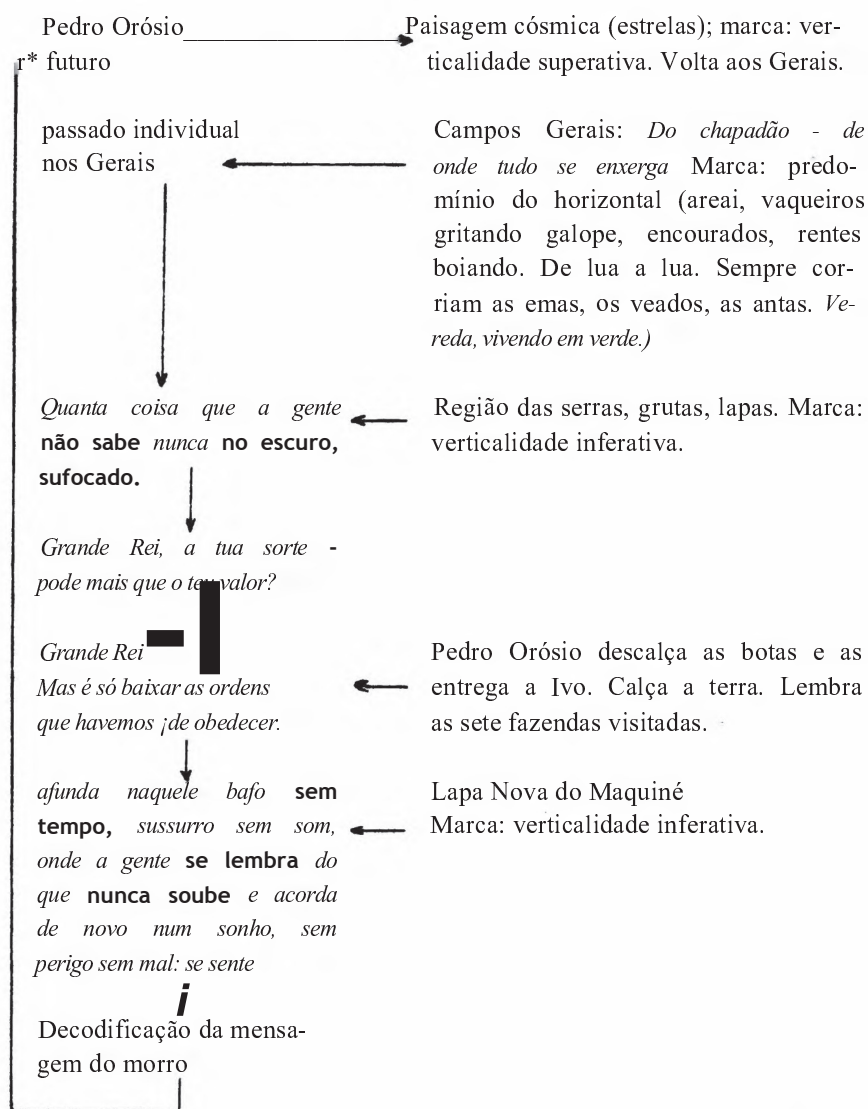 Pedro Orósio
r* futuro
Paisagem cósmica (estrelas); marca: ver-
ticalidade superativa. Volta aos Gerais.
passado individual
nos Gerais
Campos Gerais: Do chapadão - de
onde tudo se enxerga Marca: predo-
mínio do horizontal (areai, vaqueiros
gritando galope, encourados, rentes
boiando. De lua a lua. Sempre cor-
riam as emas, os veados, as antas. Ve-
reda, vivendo em verde.)
Quanta coisa que a gente
não sabe nunca no escuro,
sufocado.
Região das serras, grutas, lapas. Marca:
verticalidade inferativa.
Grande Rei, a tua sorte -
pode mais que o teu valor?
Grande Rei
Mas é só baixar as ordens
que havemos ¡de obedecer.
Pedro Orósio descalça as botas e as
entrega a Ivo. Calça a terra. Lembra
as sete fazendas visitadas.
afunda naquele bafo sem
tempo, sussurro sem som,
onde a gente se lembra do
que nunca soube e acorda
de novo num sonho, sem
perigo sem mal: se sente
Lapa Nova do Maquiné
Marca: verticalidade inferativa.
i
Decodificação da mensa-
gem do morro